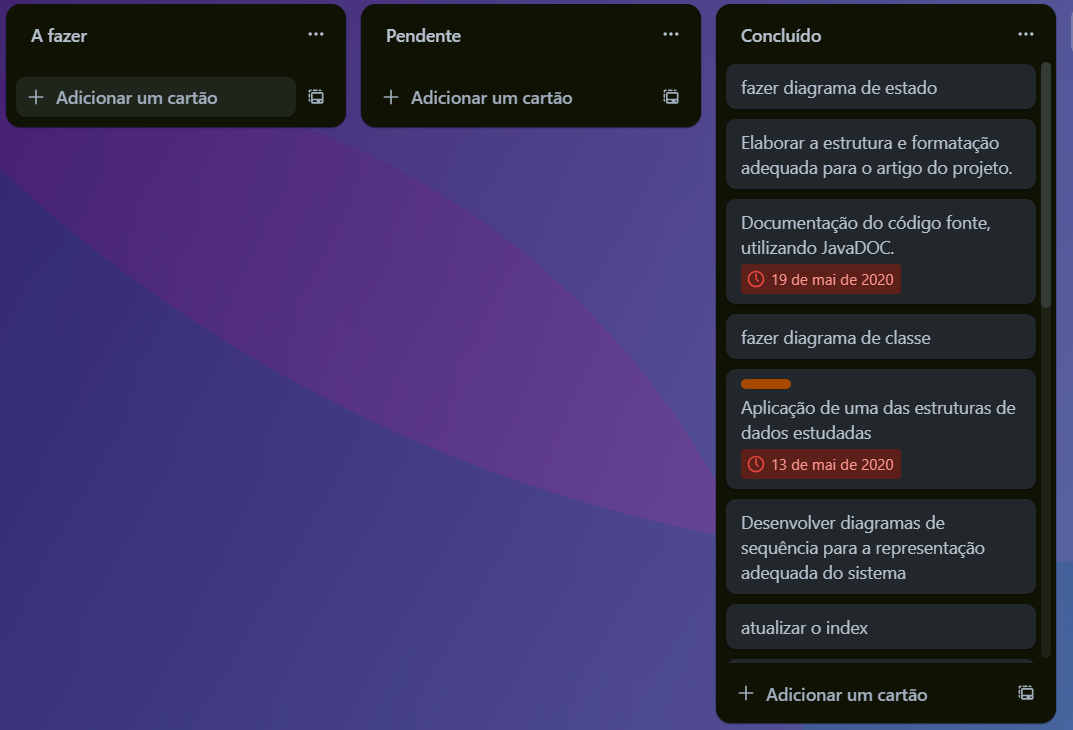 A fazer
Adicionar um cartão
Pendente
Adicionar um cartão
Concluído
fazer diagrama de estado
Elaborar a estrutura e formatação
adequada para o artigo do projeto.
Documentação do código fonte,
utilizando JavaDOC.
19 de mai de 2020
fazer diagrama de classe
Aplicação de uma das estruturas de
dados estudadas
13 de mai de 2020
Desenvolver diagramas de
sequência para a representação
adequada do sistema
atualizar o index
Adicionar um cartão